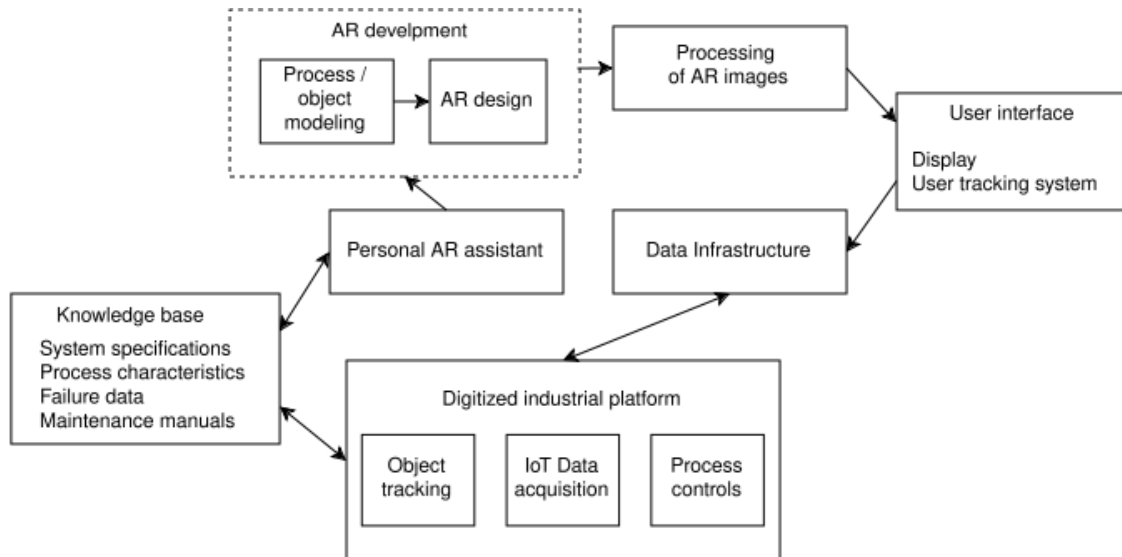 AR develpment
Process /
object
modeling
AR design
Processing
of AR images
User interface
Display
User tracking system
Personal AR assistant
Data Infrastructure
Knowledge base
System specifications
Process characteristics
Failure data
Maintenance manuals
Digitized industrial platform
Object
tracking
IoT Data
acquisition
Process
controls